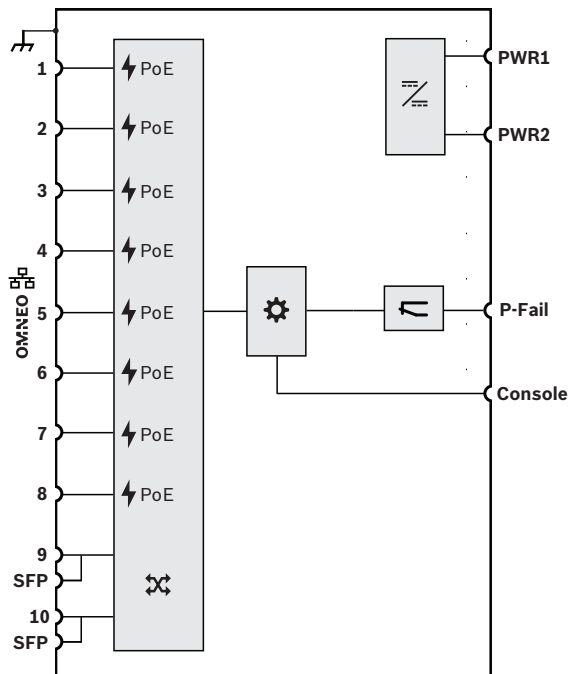 1
PoE
PWR1
2
PoE
PWR2
3
PoE
4
PoE
OMNEO
5
PoE
P-Fail
6
PoE
Console
7
PoE
8
PoE
9
SFP
10
SFP